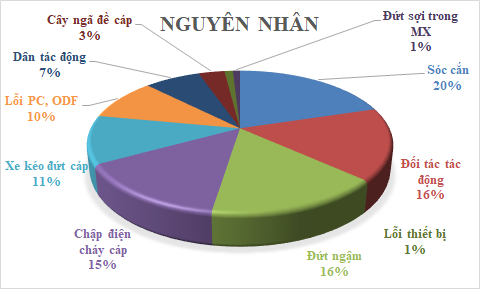 NGUYÊN NHÂN
Đứt sợi trong
MX
1%
Sóc cắn
20%
Đối tác tác
động
16%
Lỗi thiết bị
1%
Đứt ngậm
16%
Chập điện
cháy cáp
15%
Xe kéo đứt cáp
11%
Lỗi PC, ODF
10%
Dân tác động
7%
Cây ngã đề cáp
3%